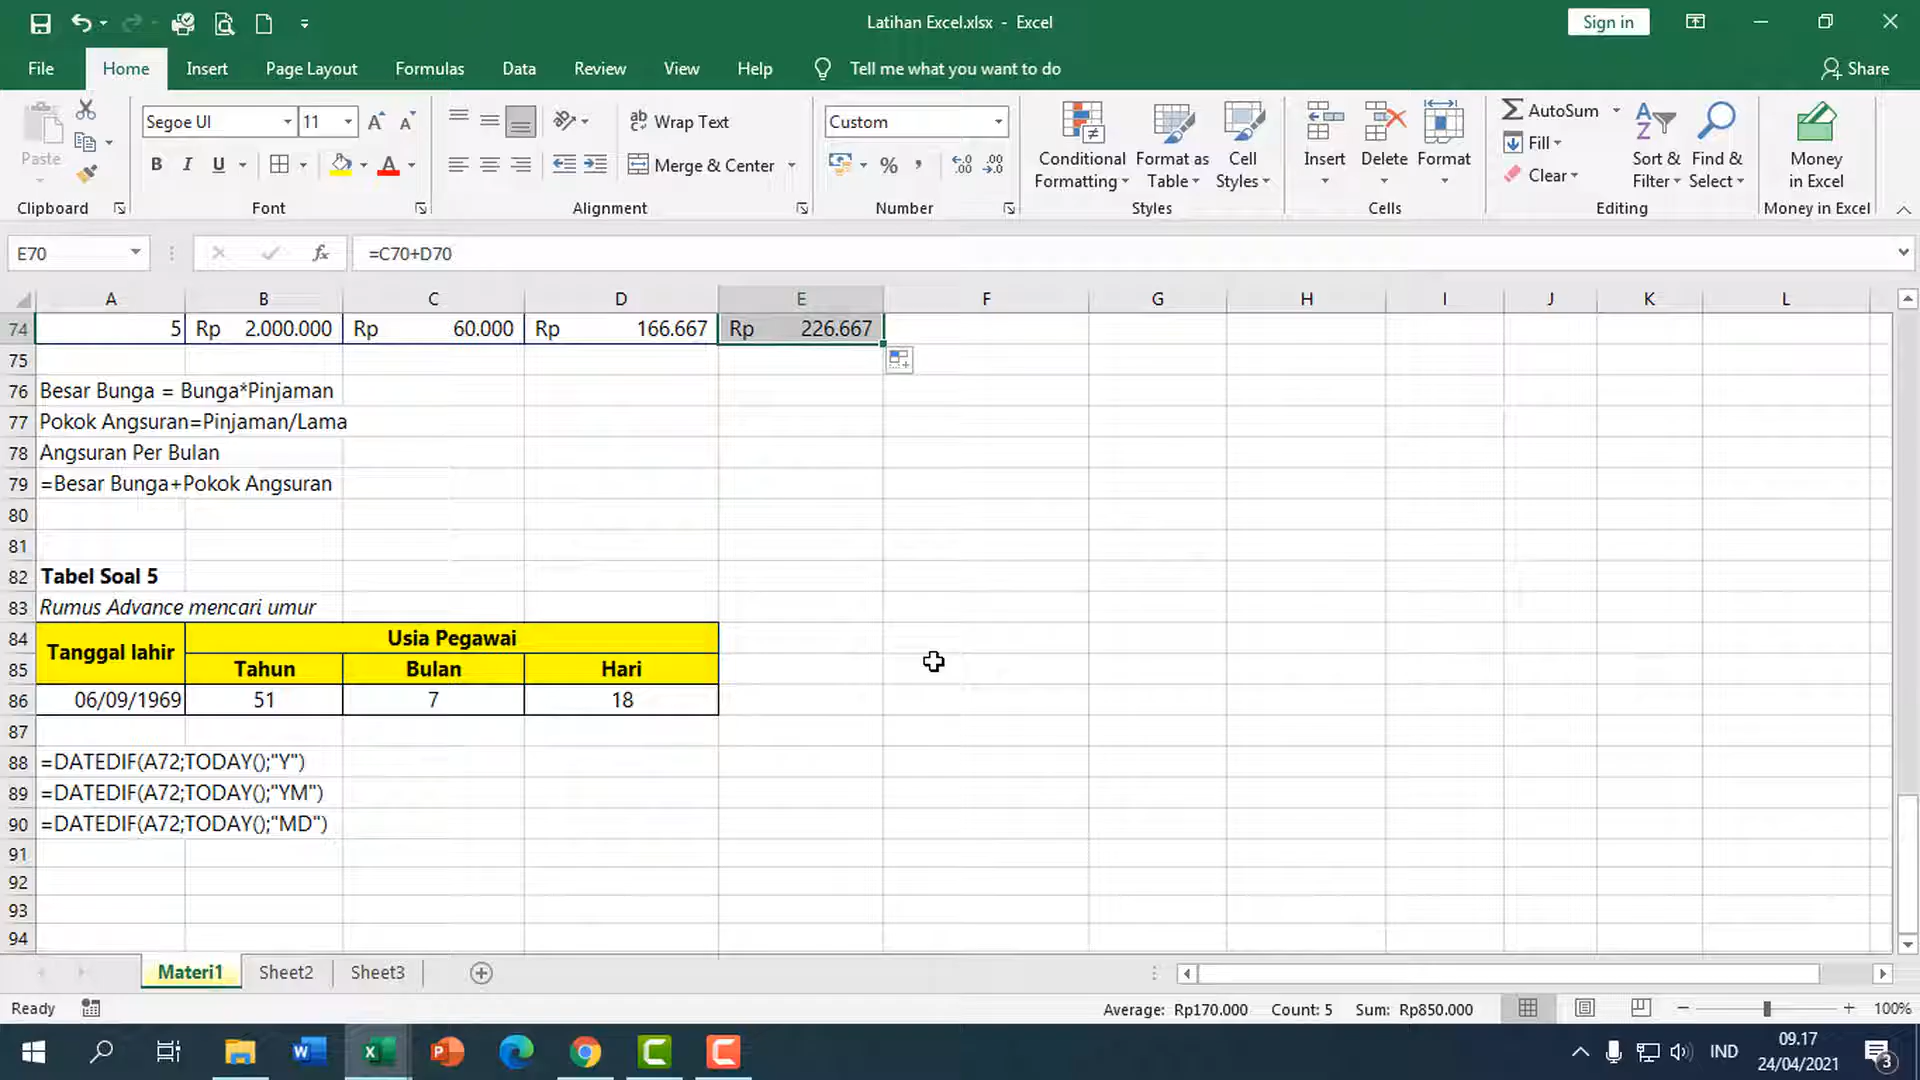 Latihan Excel.xlsx - Excel
Sign in
File Home Insert Page Layout Formulas Data Review View Help Tell me what you want to do Share
Paste
Clipboard
Segoe UI 11
B I U
Font
Wrap Text
Merge & Center
Alignment
Custom
Number
Conditional Formatting
Format as Table
Cell Styles
Styles
Insert Delete Format
Cells
AutoSum
Fill
Clear
Sort & Filter
Find & Select
Editing
Money in Excel
Money in Excel
E70 fx =C70+D70
A B C D E F G H I J K L
74 5 Rp 2.000.000 Rp 60.000 Rp 166.667 Rp 226.667
75
76 Besar Bunga = Bunga*Pinjaman
77 Pokok Angsuran=Pinjaman/Lama
78 Angsuran Per Bulan
79 =Besar Bunga+Pokok Angsuran
80
81
82 Tabel Soal 5
83 Rumus Advance mencari umur
84 Tanggal lahir Usia Pegawai
85 Tahun Bulan Hari
86 06/09/1969 51 7 18
87
88 =DATEDIF(A72;TODAY();"Y")
89 =DATEDIF(A72;TODAY();"YM")
90 =DATEDIF(A72;TODAY();"MD")
91
92
93
94
Materi1 Sheet2 Sheet3
Ready Average: Rp170.000 Count: 5 Sum: Rp850.000 100%
IND 09.17
24/04/2021
3